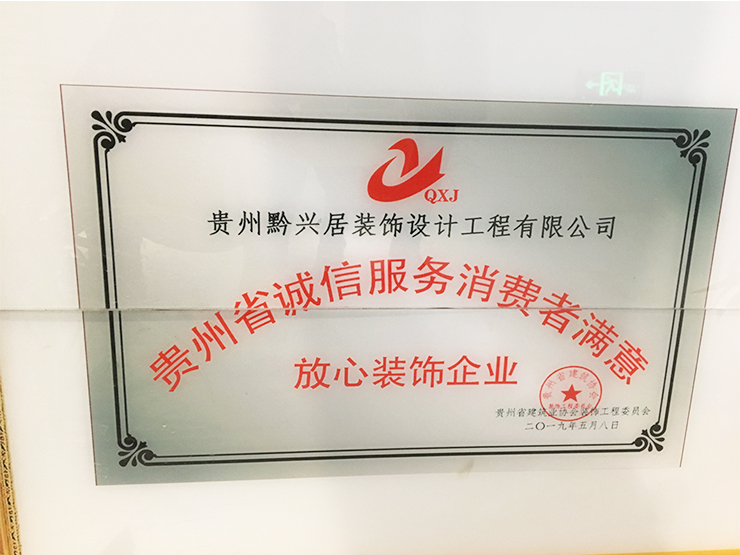 QXJ
贵州黔兴居装饰设计工程有限公司
贵州省诚信服务消费者满意
放心装饰企业
贵州省建筑业协会装饰工程委员会
二〇一九年五月八日